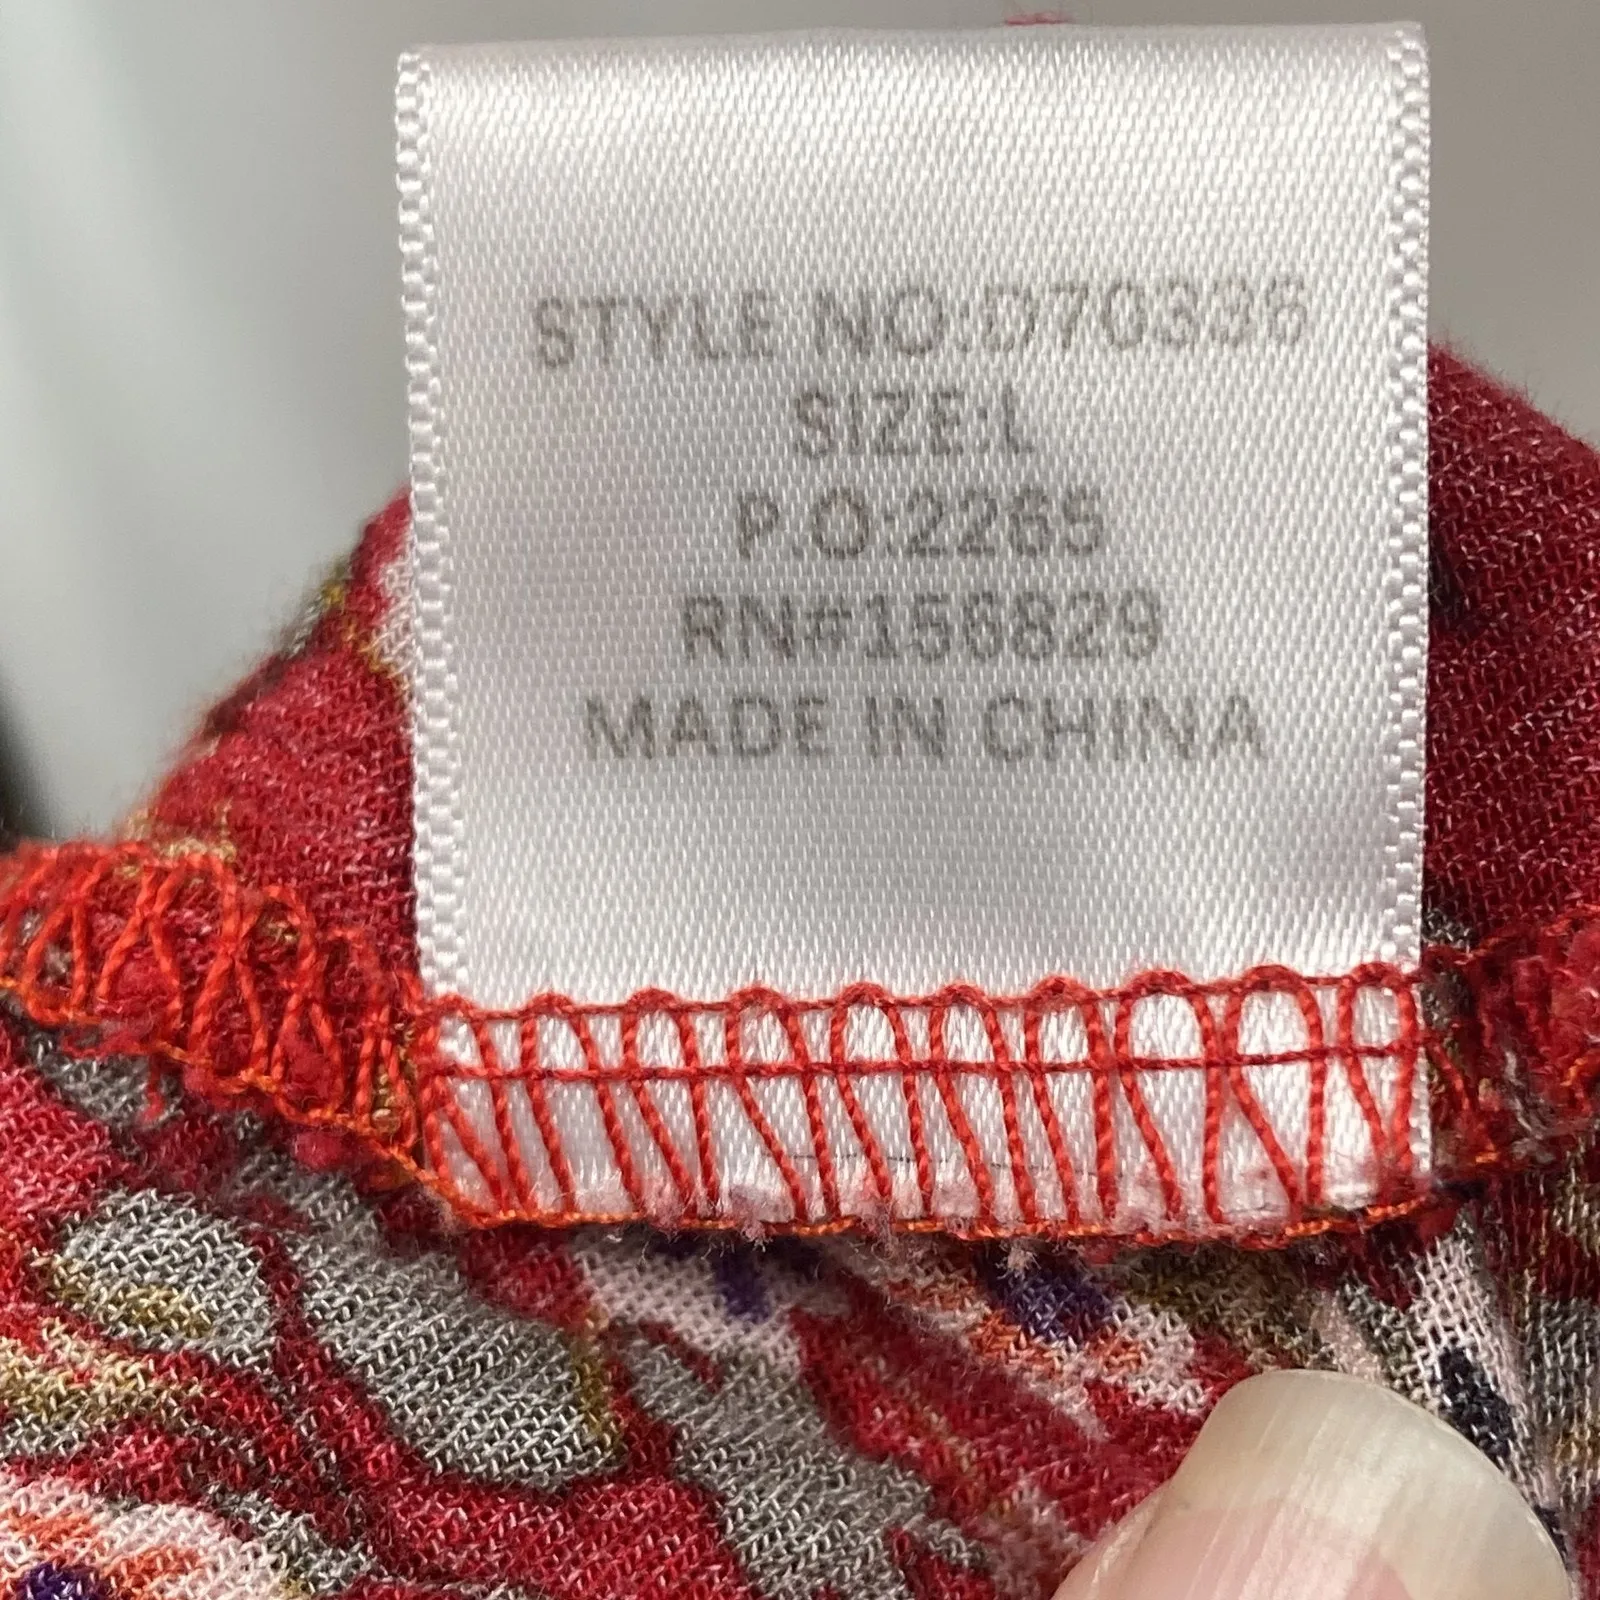 STYLE NO:D70336
SIZE:L
P.O:2265
RN#156829
MADE IN CHINA